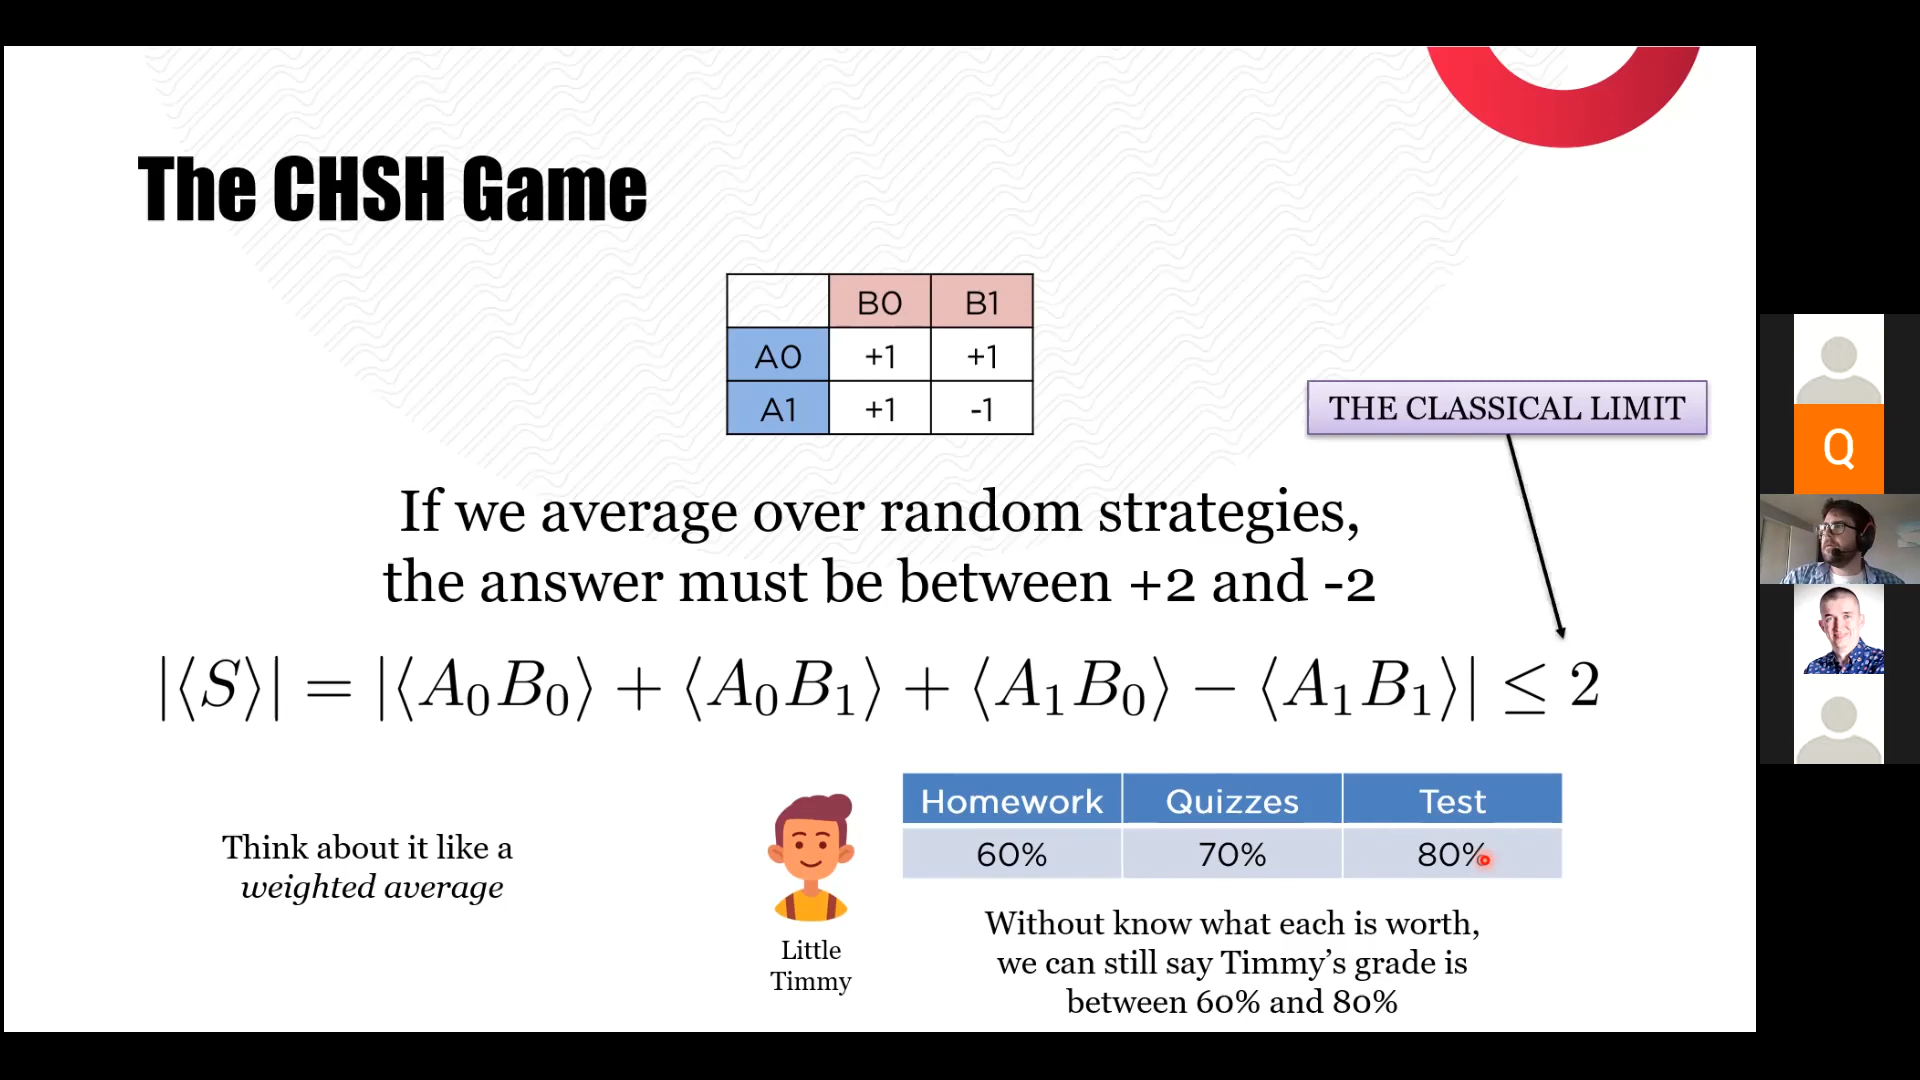 The CHSH Game
B0 B1
A0 +1 +1
A1 +1 -1
THE CLASSICAL LIMIT
If we average over random strategies,
the answer must be between +2 and -2
|⟨S⟩| = |⟨A₀B₀⟩ + ⟨A₀B₁⟩ + ⟨A₁B₀⟩ − ⟨A₁B₁⟩| ≤ 2
Think about it like a
weighted average
Little
Timmy
Homework Quizzes Test
60% 70% 80%
Without know what each is worth,
we can still say Timmy’s grade is
between 60% and 80%
Q